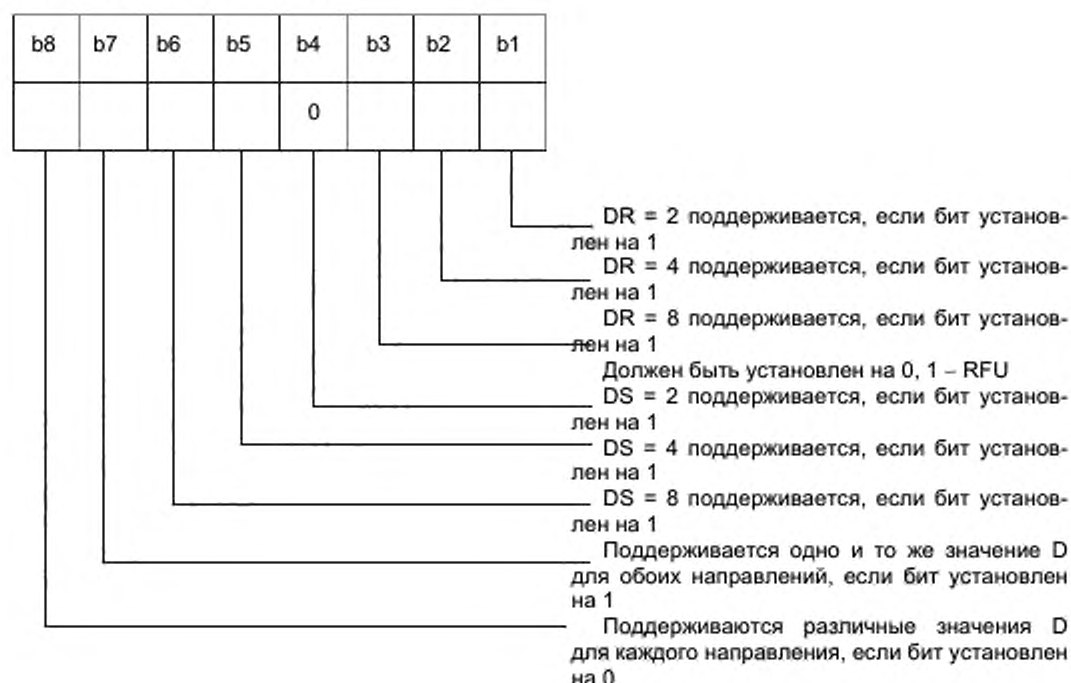 b8 b7 b6 b5 b4 b3 b2 b1
0
DR = 2 поддерживается, если бит установ-
лен на 1
DR = 4 поддерживается, если бит установ-
лен на 1
DR = 8 поддерживается, если бит установ-
лен на 1
Должен быть установлен на 0, 1 – RFU
DS = 2 поддерживается, если бит установ-
лен на 1
DS = 4 поддерживается, если бит установ-
лен на 1
DS = 8 поддерживается, если бит установ-
лен на 1
Поддерживается одно и то же значение D
для обоих направлений, если бит установлен
на 1
Поддерживаются различные значения D
для каждого направления, если бит установлен
на 0